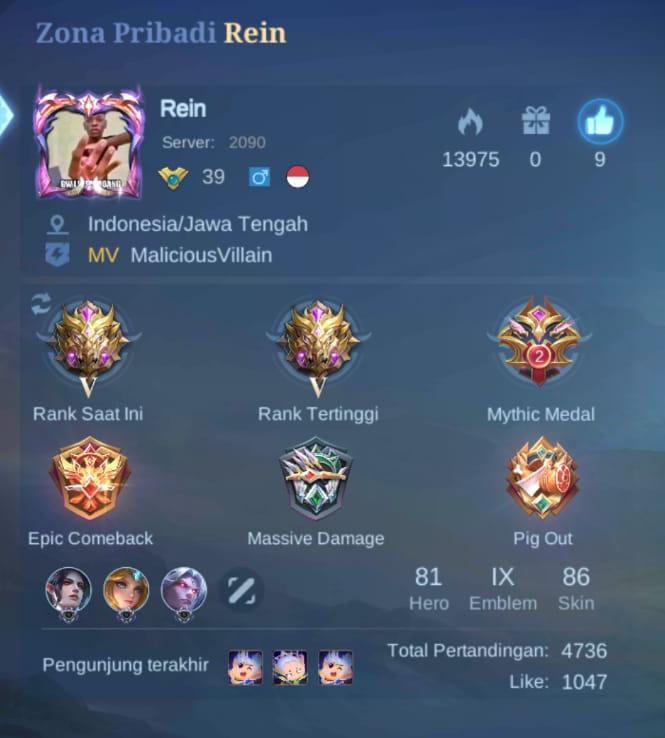 Zona Pribadi Rein
Rein
Server: 2090
39
13975 0 9
Indonesia/Jawa Tengah
MV MaliciousVillain
V V 2
Rank Saat Ini Rank Tertinggi Mythic Medal
Epic Comeback Massive Damage Pig Out
81 IX 86
Hero Emblem Skin
Pengunjung terakhir
Total Pertandingan: 4736
Like: 1047